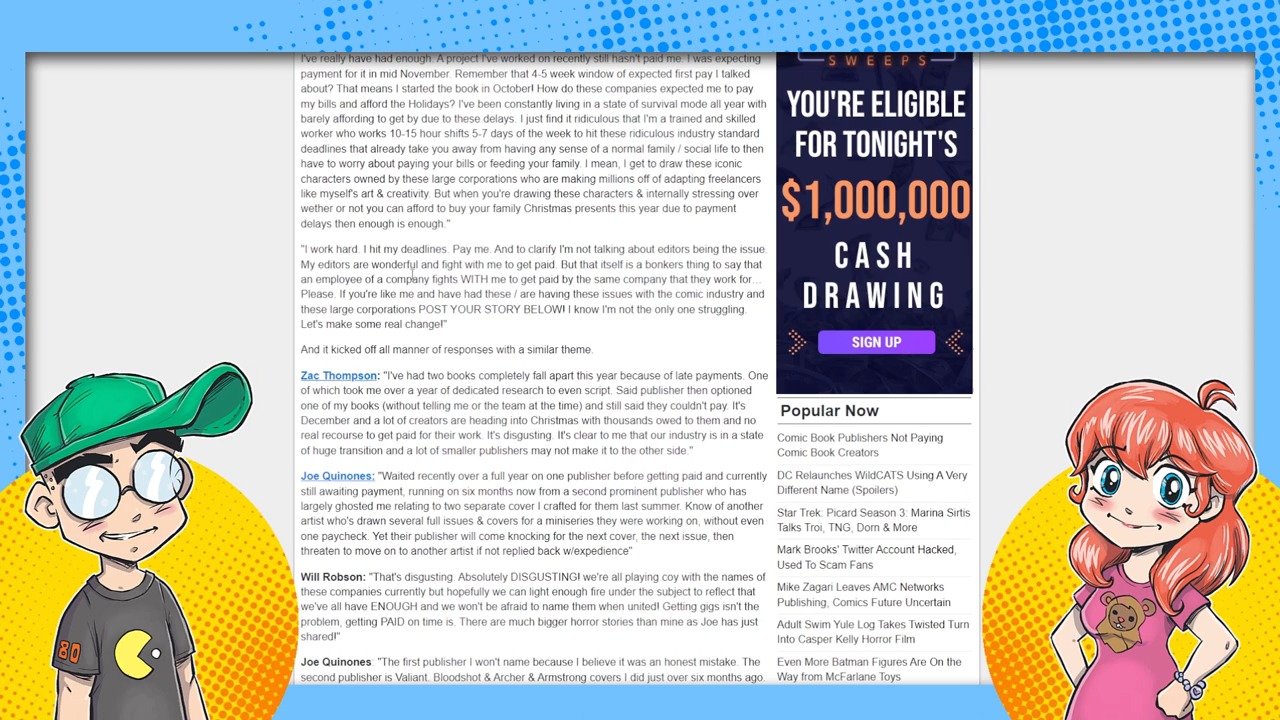 I've really have had enough. A project I've worked on recently still hasn't paid me. I was expecting
payment for it in mid November. Remember that 4-5 week window of expected first pay I talked
about? That means I started the book in October! How do these companies expected me to pay
my bills and afford the Holidays? I've been constantly living in a state of survival mode all year with
barely affording to get by due to these delays. I just find it ridiculous that I'm a trained and skilled
worker who works 10-15 hour shifts 5-7 days of the week to hit these ridiculous industry standard
deadlines that already take you away from having any sense of a normal family / social life to then
have to worry about paying your bills or feeding your family. I mean, I get to draw these iconic
characters owned by these large corporations who are making millions off of adapting freelancers
like myself's art & creativity. But when you're drawing these characters & internally stressing over
wether or not you can afford to buy your family Christmas presents this year due to payment
delays then enough is enough."
"I work hard. I hit my deadlines. Pay me. And to clarify I'm not talking about editors being the issue.
My editors are wonderful and fight with me to get paid. But that itself is a bonkers thing to say that
an employee of a company fights WITH me to get paid by the same company that they work for...
Please. If you're like me and have had these / are having these issues with the comic industry and
these large corporations POST YOUR STORY BELOW! I know I'm not the only one struggling.
Let's make some real change!"
And it kicked off all manner of responses with a similar theme.
Zac Thompson: "I've had two books completely fall apart this year because of late payments. One
of which took me over a year of dedicated research to even script. Said publisher then optioned
one of my books (without telling me or the team at the time) and still said they couldn't pay. It's
December and a lot of creators are heading into Christmas with thousands owed to them and no
real recourse to get paid for their work. It's disgusting. It's clear to me that our industry is in a state
of huge transition and a lot of smaller publishers may not make it to the other side."
Joe Quinones: "Waited recently over a full year on one publisher before getting paid and currently
still awaiting payment, running on six months now from a second prominent publisher who has
largely ghosted me relating to two separate cover I crafted for them last summer. Know of another
artist who's drawn several full issues & covers for a miniseries they were working on, without even
one paycheck. Yet their publisher will come knocking for the next cover, the next issue, then
threaten to move on to another artist if not replied back w/expedience"
Will Robson: "That's disgusting. Absolutely DISGUSTING! we're all playing coy with the names of
these companies currently but hopefully we can light enough fire under the subject to reflect that
we've all have ENOUGH and we won't be afraid to name them when united! Getting gigs isn't the
problem, getting PAID on time is. There are much bigger horror stories than mine as Joe has just
shared!"
Joe Quinones: "The first publisher I won't name because I believe it was an honest mistake. The
second publisher is Valiant. Bloodshot & Archer & Armstrong covers I did just over six months ago.
SWEEPS
YOU'RE ELIGIBLE
FOR TONIGHT'S
$1,000,000
CASH
DRAWING
SIGN UP
Popular Now
Comic Book Publishers Not Paying
Comic Book Creators
DC Relaunches WildCATS Using A Very
Different Name (Spoilers)
Star Trek: Picard Season 3: Marina Sirtis
Talks Troi, TNG, Dorn & More
Mark Brooks' Twitter Account Hacked,
Used To Scam Fans
Mike Zagari Leaves AMC Networks
Publishing, Comics Future Uncertain
Adult Swim Yule Log Takes Twisted Turn
Into Casper Kelly Horror Film
Even More Batman Figures Are On the
Way from McFarlane Toys
80